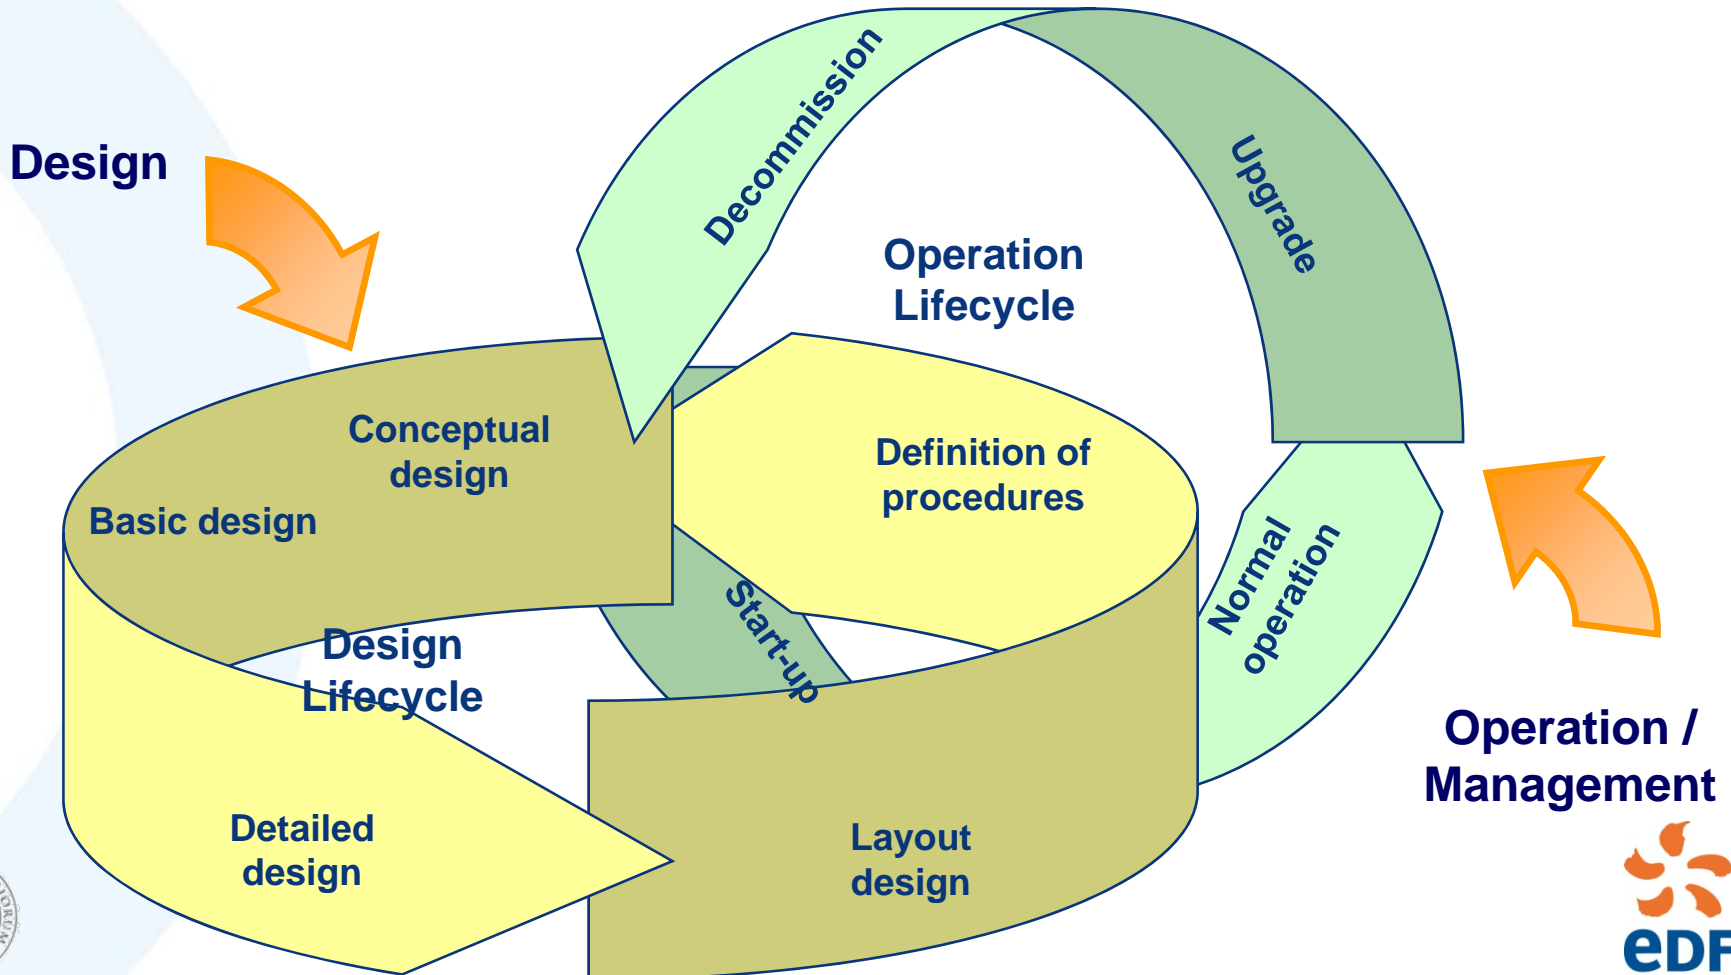 Design
Decommission
Upgrade
Operation
Lifecycle
Conceptual
design
Definition of
procedures
Basic design
Start-up
Normal
operation
Design
Lifecycle
Operation /
Management
Detailed
design
Layout
design
eDF